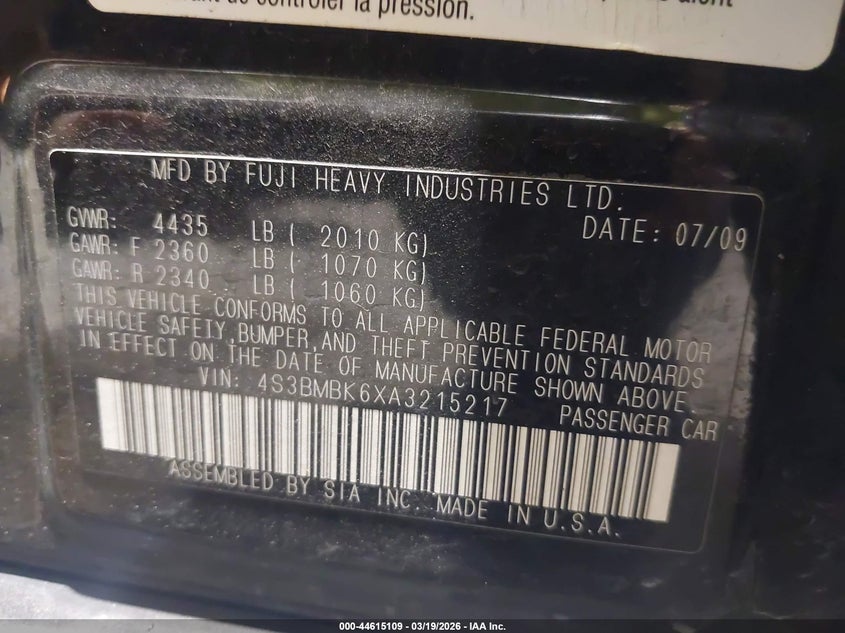 de contrôler la pression.
MFD BY FUJI HEAVY INDUSTRIES LTD.
GVWR: 4435 LB ( 2010 KG) DATE: 07/09
GAWR: F 2360 LB ( 1070 KG)
GAWR: R 2340 LB ( 1060 KG)
THIS VEHICLE CONFORMS TO ALL APPLICABLE FEDERAL MOTOR
VEHICLE SAFETY, BUMPER, AND THEFT PREVENTION STANDARDS
IN EFFECT ON THE DATE OF MANUFACTURE SHOWN ABOVE.
VIN: 4S3BMBK6XA3215217 PASSENGER CAR
ASSEMBLED BY SIA INC. MADE IN U.S.A.
000-44615109 - 03/19/2026 - IAA Inc.